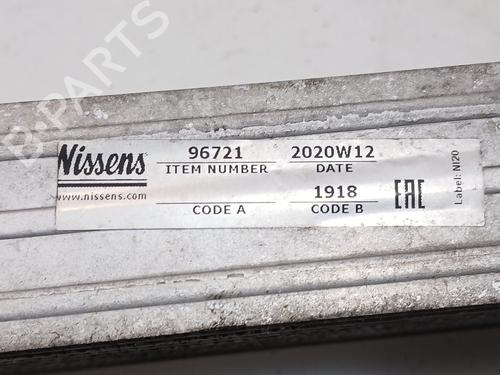 B-PARTS
Nissens
www.nissens.com
96721
ITEM NUMBER
2020W12
DATE
CODE A
1918
CODE B
EAC
Label: NI20